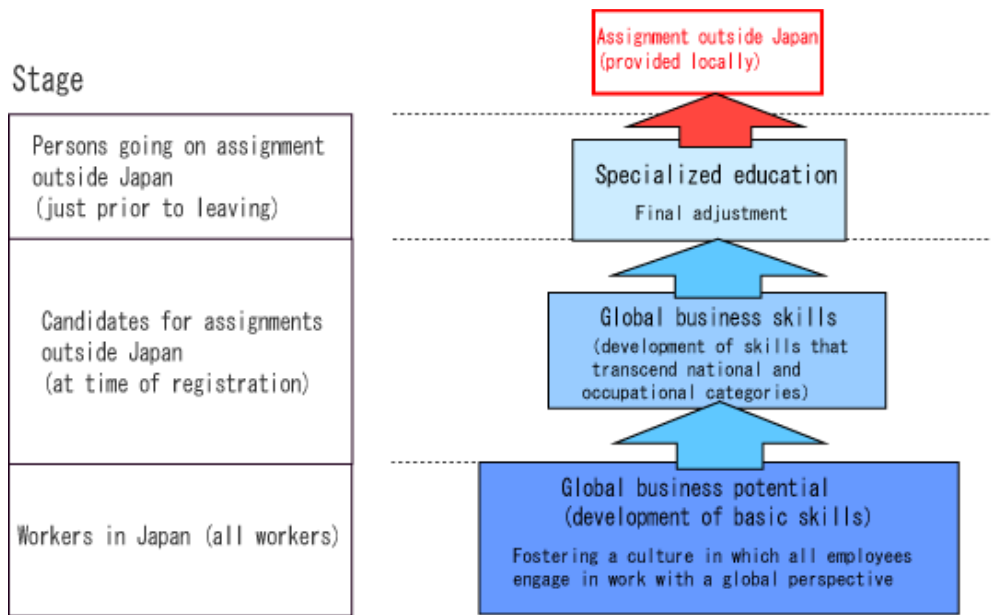 Assignment outside Japan
(provided locally)
Stage
Persons going on assignment
outside Japan
(just prior to leaving)
Specialized education
Final adjustment
Candidates for assignments
outside Japan
(at time of registration)
Global business skills
(development of skills that
transcend national and
occupational categories)
Workers in Japan (all workers)
Global business potential
(development of basic skills)
Fostering a culture in which all employees
engage in work with a global perspective